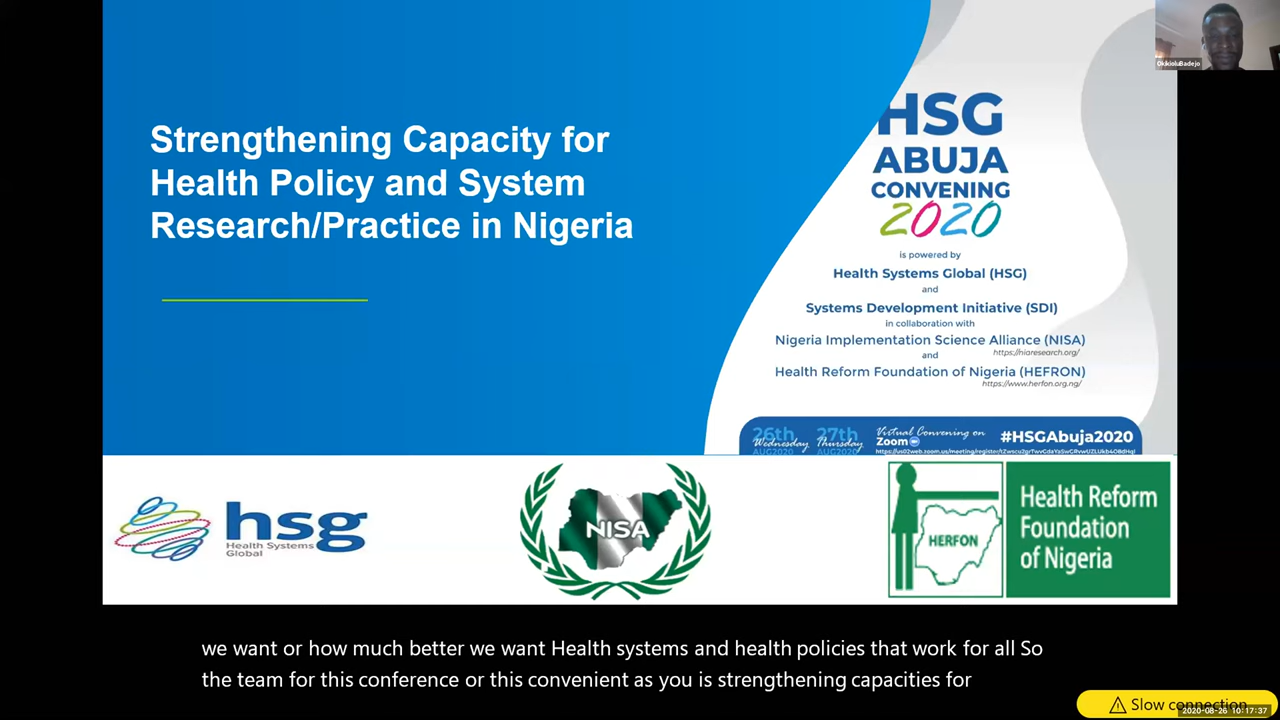 Strengthening Capacity for
Health Policy and System
Research/Practice in Nigeria
OkikioluBadejo
HSG
ABUJA
CONVENING
2020
is powered by
Health Systems Global (HSG)
and
Systems Development Initiative (SDI)
in collaboration with
Nigeria Implementation Science Alliance (NISA)
https://niaresearch.org/
and
Health Reform Foundation of Nigeria (HEFRON)
https://www.herfon.org.ng/
26th Wednesday AUG2020
27th Thursday AUG2020
Virtual Convening on
Zoom
#HSGAbuja2020
hsg
Health Systems
Global
NISA
HERFON
Health Reform
Foundation
of Nigeria
we want or how much better we want Health systems and health policies that work for all So
the team for this conference or this convenient as you is strengthening capacities for
Slow connection
2020-08-26 10:17:37